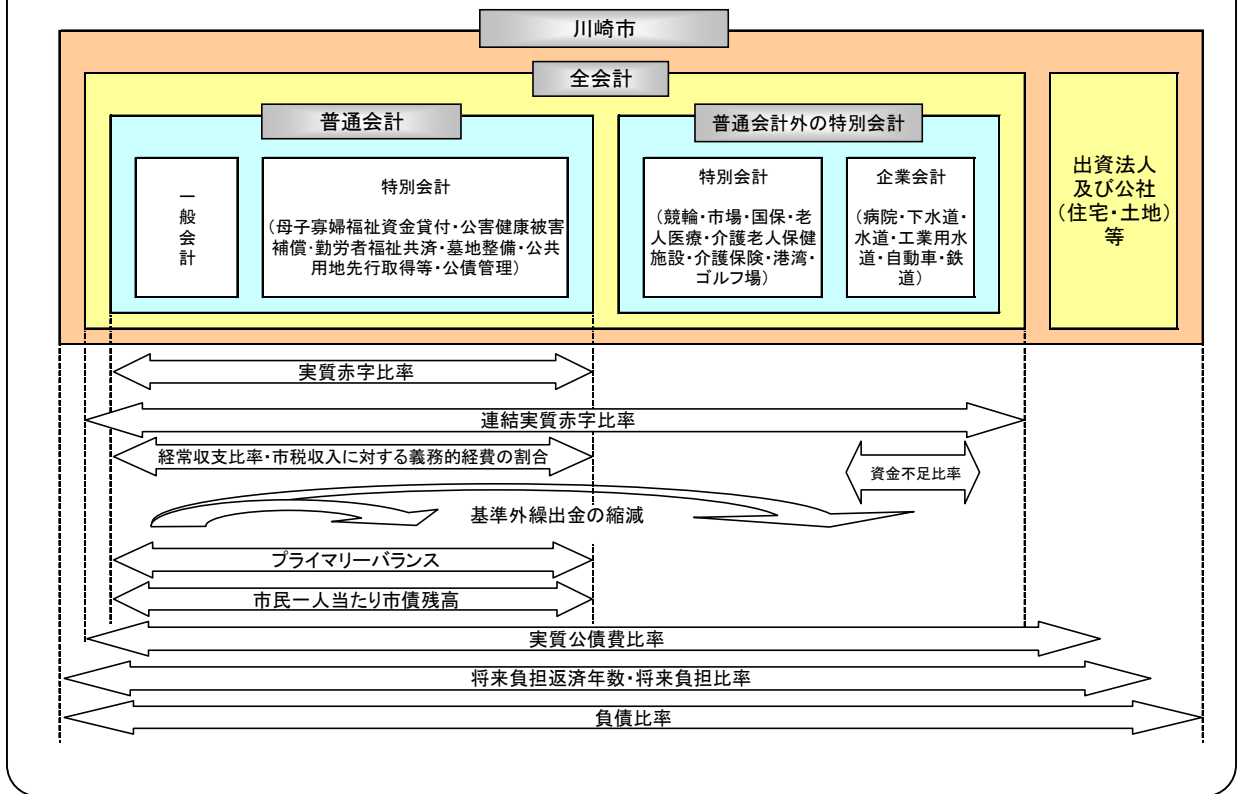 川崎市
全会計
普通会計
普通会計外の特別会計
一般会計
特別会計
(母子寡婦福祉資金貸付・公害健康被害
補償・勤労者福祉共済・墓地整備・公共
用地先行取得等・公債管理)
特別会計
(競輪・市場・国保・老
人医療・介護老人保健
施設・介護保険・港湾・
ゴルフ場)
企業会計
(病院・下水道・
水道・工業用水
道・自動車・鉄
道)
出資法人
及び公社
(住宅・土地)
等
実質赤字比率
連結実質赤字比率
経常収支比率・市税収入に対する義務的経費の割合
資金不足比率
基準外繰出金の縮減
プライマリーバランス
市民一人当たり市債残高
実質公債費比率
将来負担返済年数・将来負担比率
負債比率